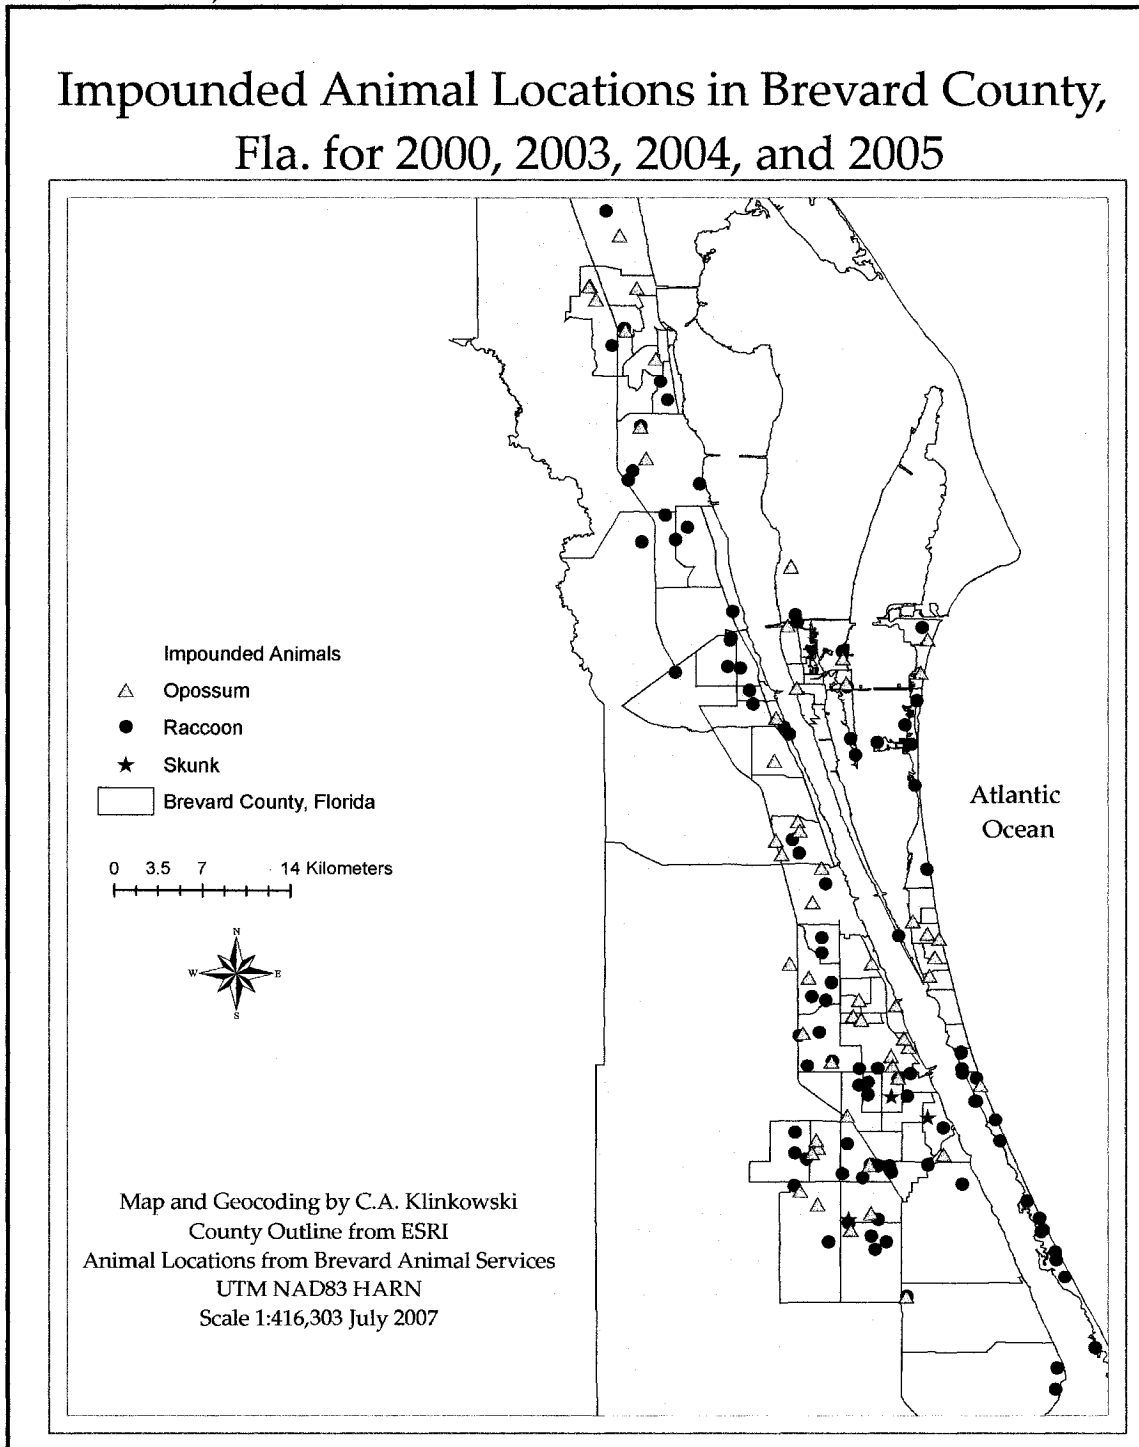 Impounded Animal Locations in Brevard County,
Fla. for 2000, 2003, 2004, and 2005
Impounded Animals
Opossum
Raccoon
Skunk
Brevard County, Florida
Atlantic
Ocean
0 3.5 7 14 Kilometers
N
W E
S
Map and Geocoding by C.A. Klinkowski
County Outline from ESRI
Animal Locations from Brevard Animal Services
UTM NAD83 HARN
Scale 1:416,303 July 2007